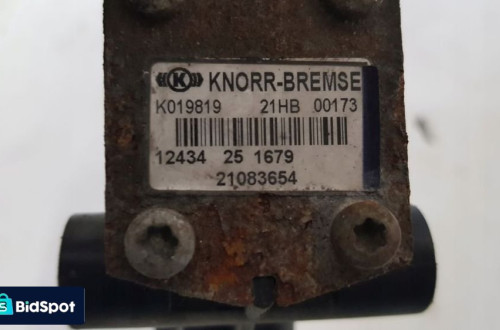 K KNORR-BREMSE
K019819 21HB 00173
12434 25 1679
21083654
BidSpot